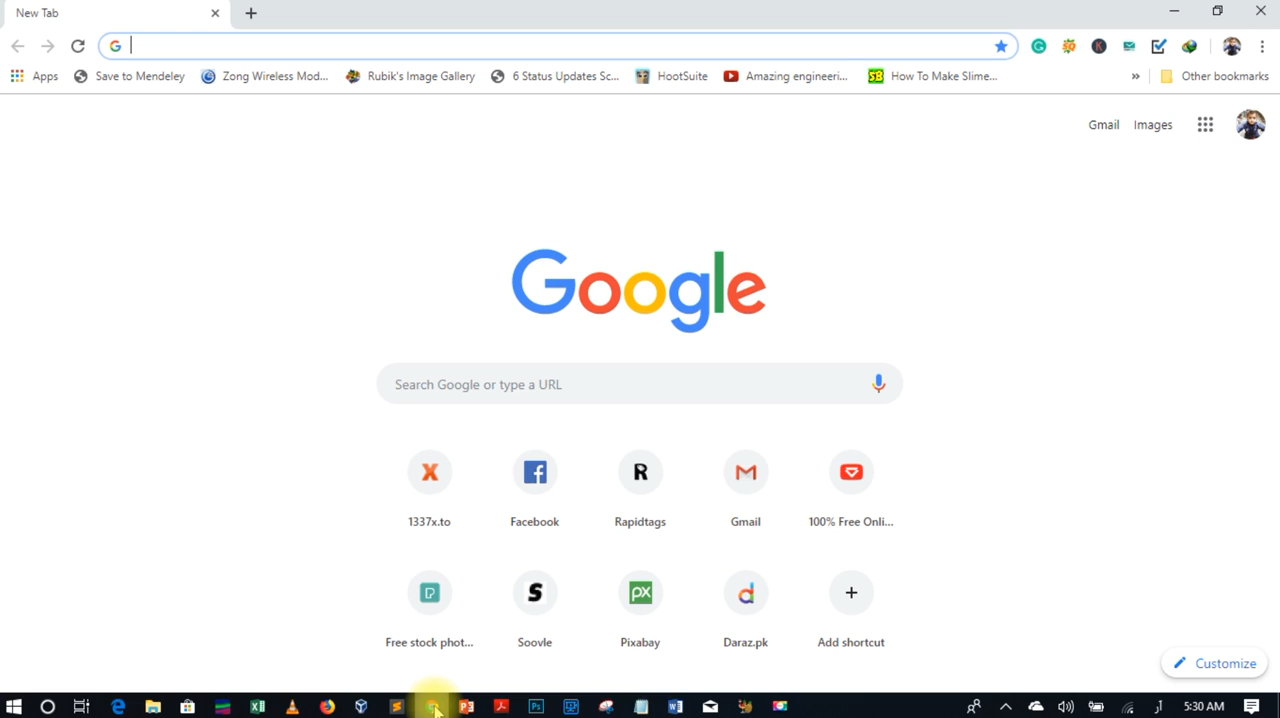 New Tab
Apps Save to Mendeley Zong Wireless Mod... Rubik's Image Gallery 6 Status Updates Sc... HootSuite Amazing engineeri... How To Make Slime... » Other bookmarks
Gmail Images
Google
Search Google or type a URL
1337x.to Facebook Rapidtags Gmail 100% Free Onli...
Free stock phot... Soovle Pixabay Daraz.pk Add shortcut
Customize
5:30 AM